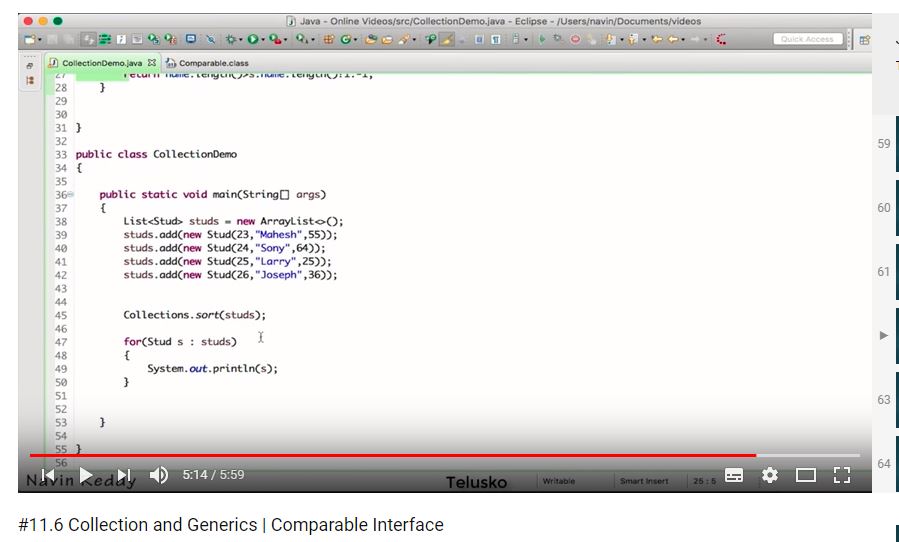 Java - Online Videos/src/CollectionDemo.java - Eclipse - /Users/navin/Documents/videos
Quick Access
CollectionDemo.java
Comparable.class
27 return name.length()>s.name.length()?1:-1;
28 }
29
30
31 }
32
33 public class CollectionDemo
34 {
35
36 public static void main(String[] args)
37 {
38 List<Stud> studs = new ArrayList<>();
39 studs.add(new Stud(23,"Mahesh",55));
40 studs.add(new Stud(24,"Sony",64));
41 studs.add(new Stud(25,"Larry",25));
42 studs.add(new Stud(26,"Joseph",36));
43
44
45 Collections.sort(studs);
46
47 for(Stud s : studs)
48 {
49 System.out.println(s);
50 }
51
52
53 }
54
55 }
56
5:14 / 5:59
Navin Reddy
Telusko
Writable
Smart Insert
26 : 5
59
60
61
63
64
#11.6 Collection and Generics | Comparable Interface